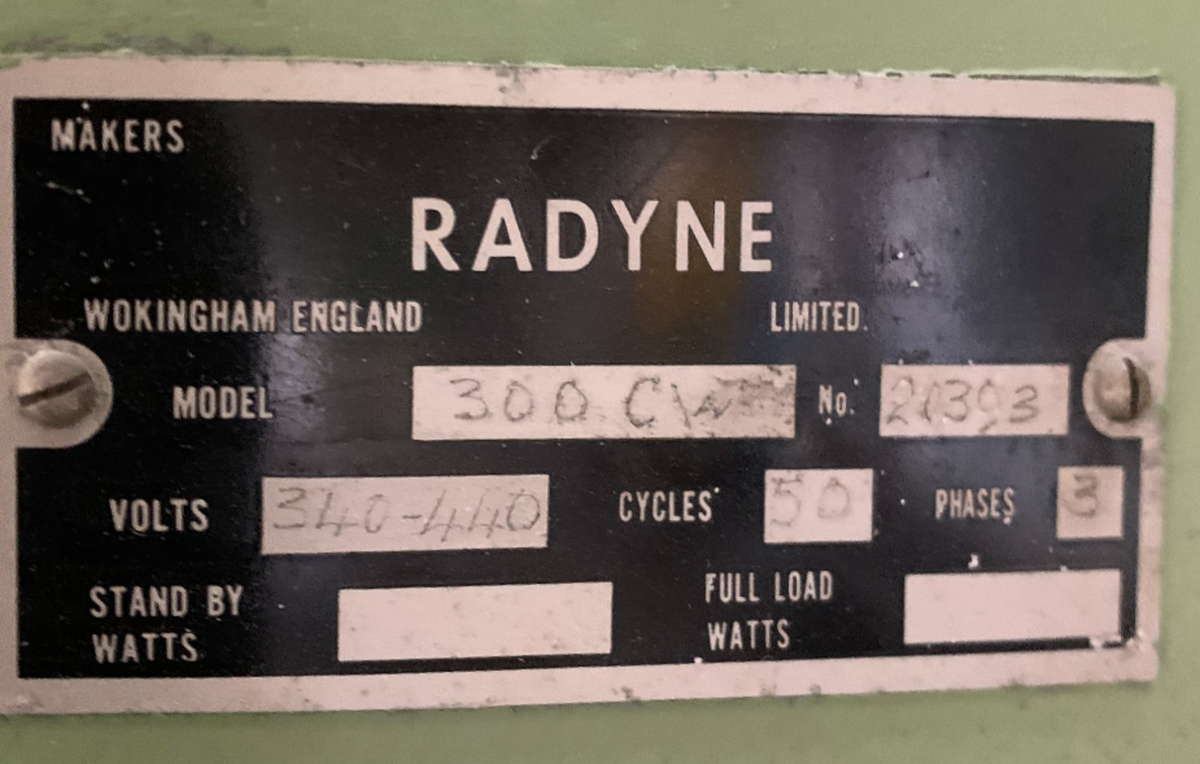 MAKERS
RADYNE
WOKINGHAM ENGLAND LIMITED
MODEL 300 CW No. 20393
VOLTS 340-440 CYCLES 50 PHASES 3
STAND BY WATTS
FULL LOAD WATTS